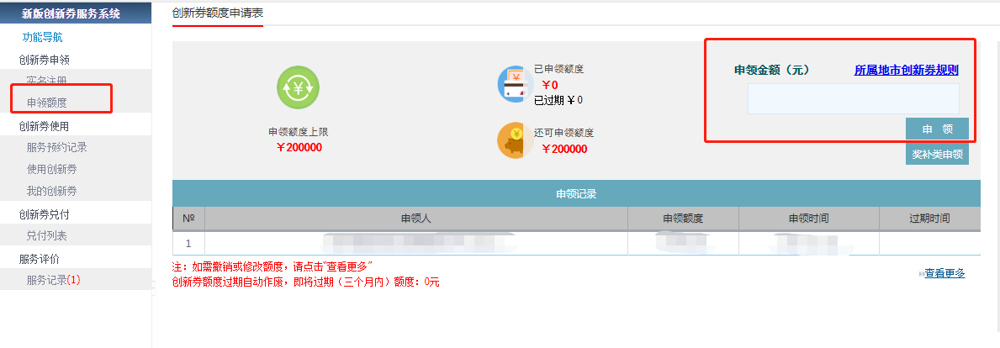 新版创新券服务系统
功能导航
创新券申领
实名注册
申领额度
创新券使用
服务预约记录
使用创新券
我的创新券
创新券兑付
兑付列表
服务评价
服务记录(1)
创新券额度申请表
申领额度上限
￥200000
已申领额度
￥0
已过期￥0
还可申领额度
￥200000
申领金额（元） 所属地市创新券规则
申 领
奖补类申领
申领记录
№ 申领人 申领额度 申领时间 过期时间
1
注：如需撤销或修改额度，请点击“查看更多”
创新券额度过期自动作废，即将过期（三个月内）额度：0元
»查看更多